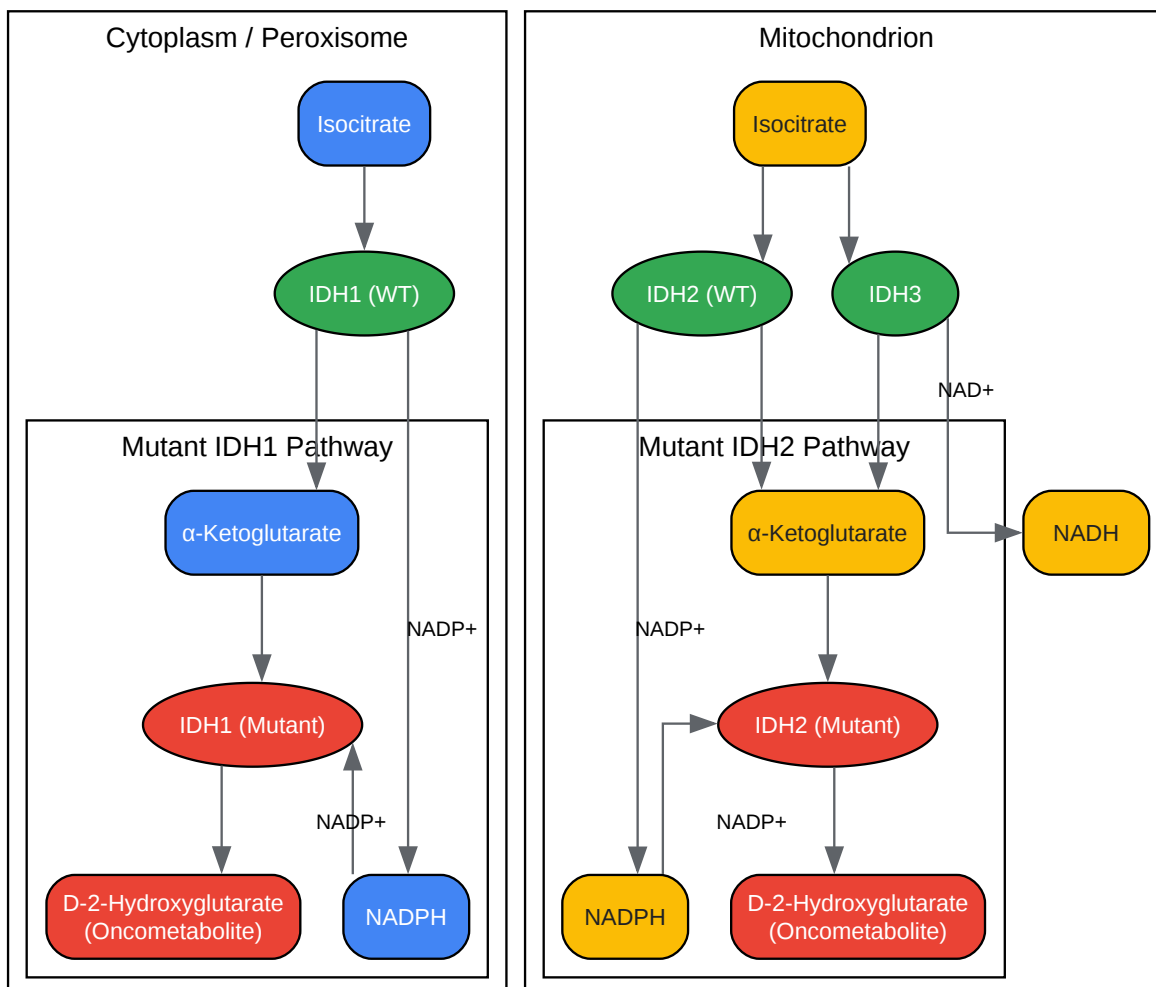 Cytoplasm / Peroxisome
Isocitrate
IDH1 (WT)
Mutant IDH1 Pathway
α-Ketoglutarate
NADP+
IDH1 (Mutant)
NADP+
D-2-Hydroxyglutarate
(Oncometabolite)
NADPH
Mitochondrion
Isocitrate
IDH2 (WT)
IDH3
NAD+
Mutant IDH2 Pathway
α-Ketoglutarate
NADH
NADP+
IDH2 (Mutant)
NADP+
NADPH
D-2-Hydroxyglutarate
(Oncometabolite)